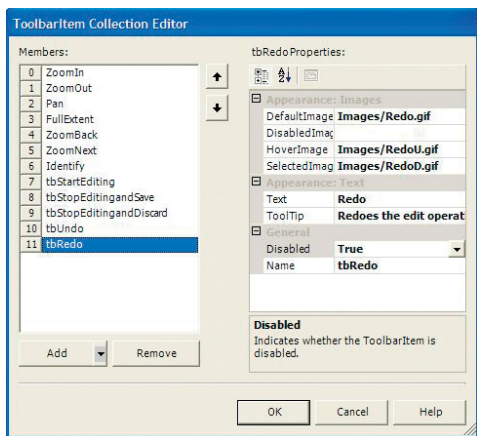 ToolbarItem Collection Editor
Members:
0 ZoomIn
1 ZoomOut
2 Pan
3 FullExtent
4 ZoomBack
5 ZoomNext
6 Identify
7 tbStartEditing
8 tbStopEditingandSave
9 tbStopEditingandDiscard
10 tbUndo
11 tbRedo
Add
Remove
tbRedo Properties:
Appearance: Images
DefaultImage Images/Redo.gif
DisabledImag
HoverImage Images/RedoU.gif
SelectedImag Images/RedoD.gif
Appearance: Text
Text Redo
ToolTip Redoes the edit operat
General
Disabled True
Name tbRedo
Disabled
Indicates whether the ToolbarItem is
disabled.
OK
Cancel
Help